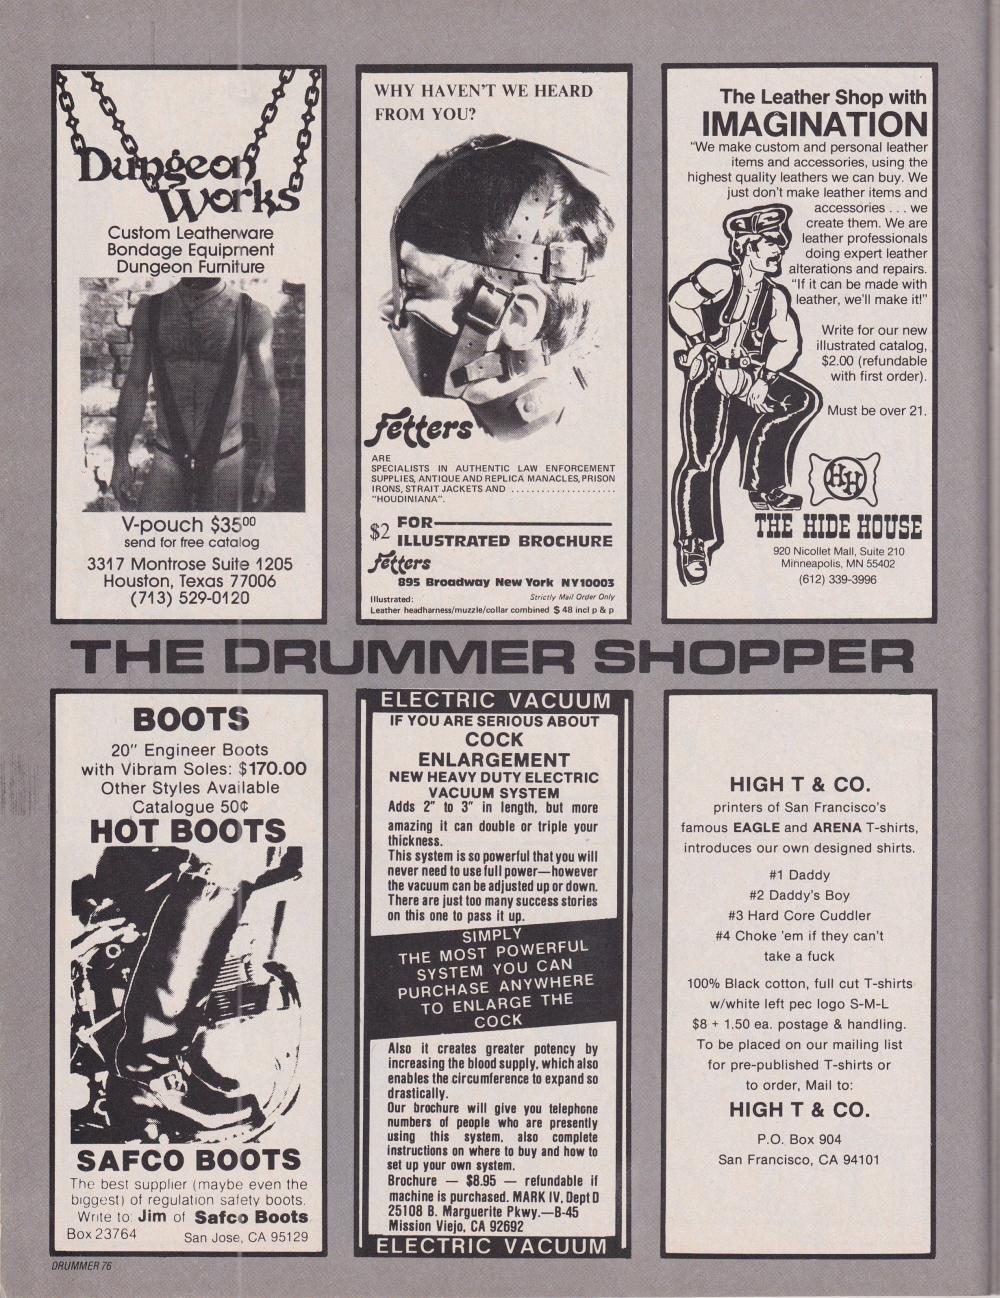 Dungeon
Works
Custom Leatherware
Bondage Equipment
Dungeon Furniture
V-pouch $35⁰⁰
send for free catalog
3317 Montrose Suite 1205
Houston, Texas 77006
(713) 529-0120
WHY HAVEN'T WE HEARD
FROM YOU?
Fetters
ARE
SPECIALISTS IN AUTHENTIC LAW ENFORCEMENT
SUPPLIES, ANTIQUE AND REPLICA MANACLES, PRISON
IRONS, STRAIT JACKETS AND ....................
"HOUDINIANA".
$2 FOR
ILLUSTRATED BROCHURE
Fetters
895 Broadway New York NY10003
Illustrated: Strictly Mail Order Only
Leather headharness/muzzle/collar combined $48 incl p & p
The Leather Shop with
IMAGINATION
"We make custom and personal leather
items and accessories, using the
highest quality leathers we can buy. We
just don't make leather items and
accessories . . . we
create them. We are
leather professionals
doing expert leather
alterations and repairs.
"If it can be made with
leather, we'll make it!"
Write for our new
illustrated catalog,
$2.00 (refundable
with first order).
Must be over 21.
HH
THE HIDE HOUSE
920 Nicollet Mall, Suite 210
Minneapolis, MN 55402
(612) 339-3996
THE DRUMMER SHOPPER
BOOTS
20" Engineer Boots
with Vibram Soles: $170.00
Other Styles Available
Catalogue 50¢
HOT BOOTS
SAFCO BOOTS
The best supplier (maybe even the
biggest) of regulation safety boots.
Write to: Jim of Safco Boots
Box 23764 San Jose, CA 95129
ELECTRIC VACUUM
IF YOU ARE SERIOUS ABOUT
COCK
ENLARGEMENT
NEW HEAVY DUTY ELECTRIC
VACUUM SYSTEM
Adds 2" to 3" in length, but more
amazing it can double or triple your
thickness.
This system is so powerful that you will
never need to use full power—however
the vacuum can be adjusted up or down.
There are just too many success stories
on this one to pass it up.
SIMPLY
THE MOST POWERFUL
SYSTEM YOU CAN
PURCHASE ANYWHERE
TO ENLARGE THE
COCK
Also it creates greater potency by
increasing the blood supply, which also
enables the circumference to expand so
drastically.
Our brochure will give you telephone
numbers of people who are presently
using this system, also complete
instructions on where to buy and how to
set up your own system.
Brochure — $8.95 — refundable if
machine is purchased. MARK IV, Dept D
25108 B. Marguerite Pkwy.—B-45
Mission Viejo, CA 92692
ELECTRIC VACUUM
HIGH T & CO.
printers of San Francisco's
famous EAGLE and ARENA T-shirts,
introduces our own designed shirts.
#1 Daddy
#2 Daddy's Boy
#3 Hard Core Cuddler
#4 Choke 'em if they can't
take a fuck
100% Black cotton, full cut T-shirts
w/white left pec logo S-M-L
$8 + 1.50 ea. postage & handling.
To be placed on our mailing list
for pre-published T-shirts or
to order, Mail to:
HIGH T & CO.
P.O. Box 904
San Francisco, CA 94101
DRUMMER 76